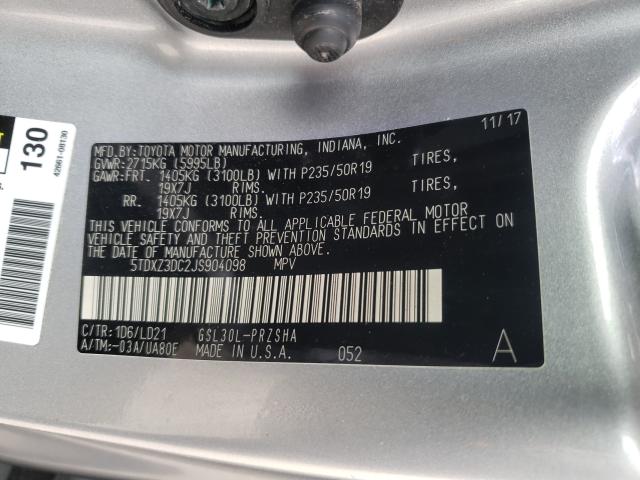 130
42661-08130
11/17
MFD. BY:TOYOTA MOTOR MANUFACTURING, INDIANA, INC.
GVWR:2715KG (5995LB)
GAWR:FRT. 1405KG (3100LB) WITH P235/50R19 TIRES,
19X7J RIMS.
RR. 1405KG (3100LB) WITH P235/50R19 TIRES,
19X7J RIMS.
THIS VEHICLE CONFORMS TO ALL APPLICABLE FEDERAL MOTOR
VEHICLE SAFETY AND THEFT PREVENTION STANDARDS IN EFFECT ON
THE DATE OF MANUFACTURE SHOWN ABOVE.
5TDXZ3DC2JS904098 MPV
C/TR:1D6/LD21 GSL30L-PRZSHA
A/TM:-03A/UA80E MADE IN U.S.A. 052
A